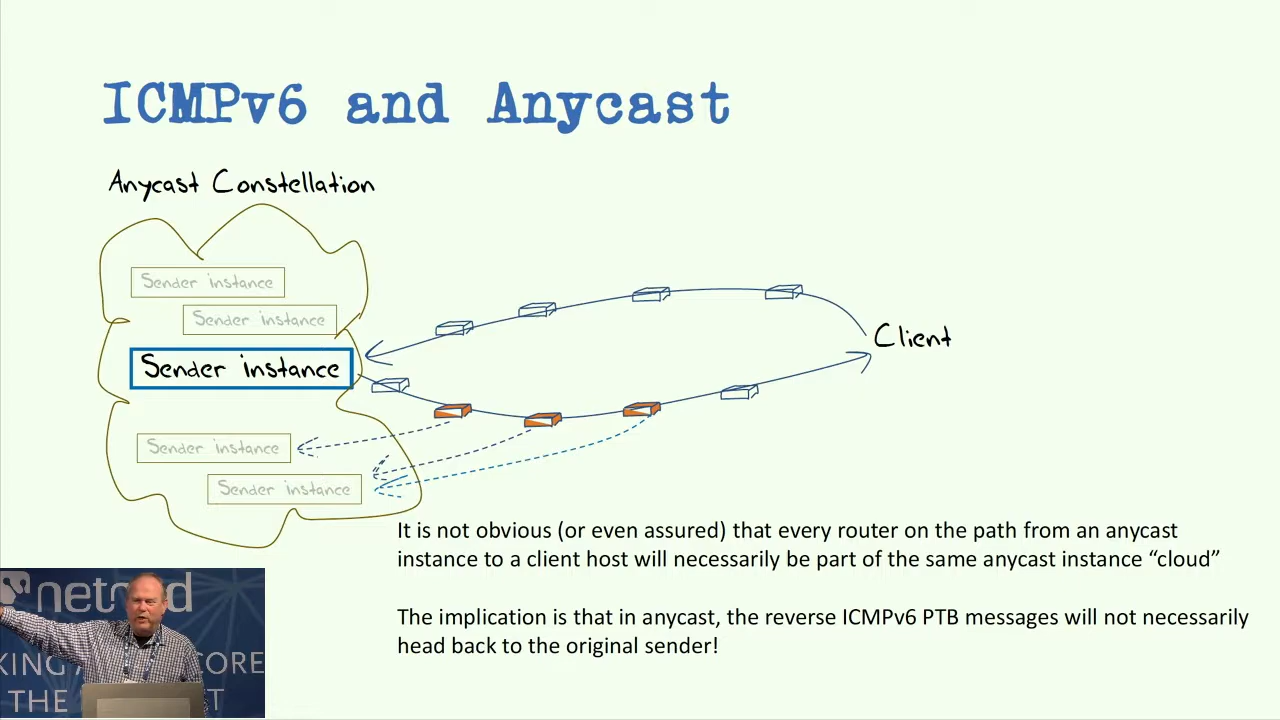 ICMPv6 and Anycast
Anycast Constellation
Sender instance
Sender instance
Sender instance
Client
Sender instance
Sender instance
It is not obvious (or even assured) that every router on the path from an anycast
instance to a client host will necessarily be part of the same anycast instance “cloud”
The implication is that in anycast, the reverse ICMPv6 PTB messages will not necessarily
head back to the original sender!
THE